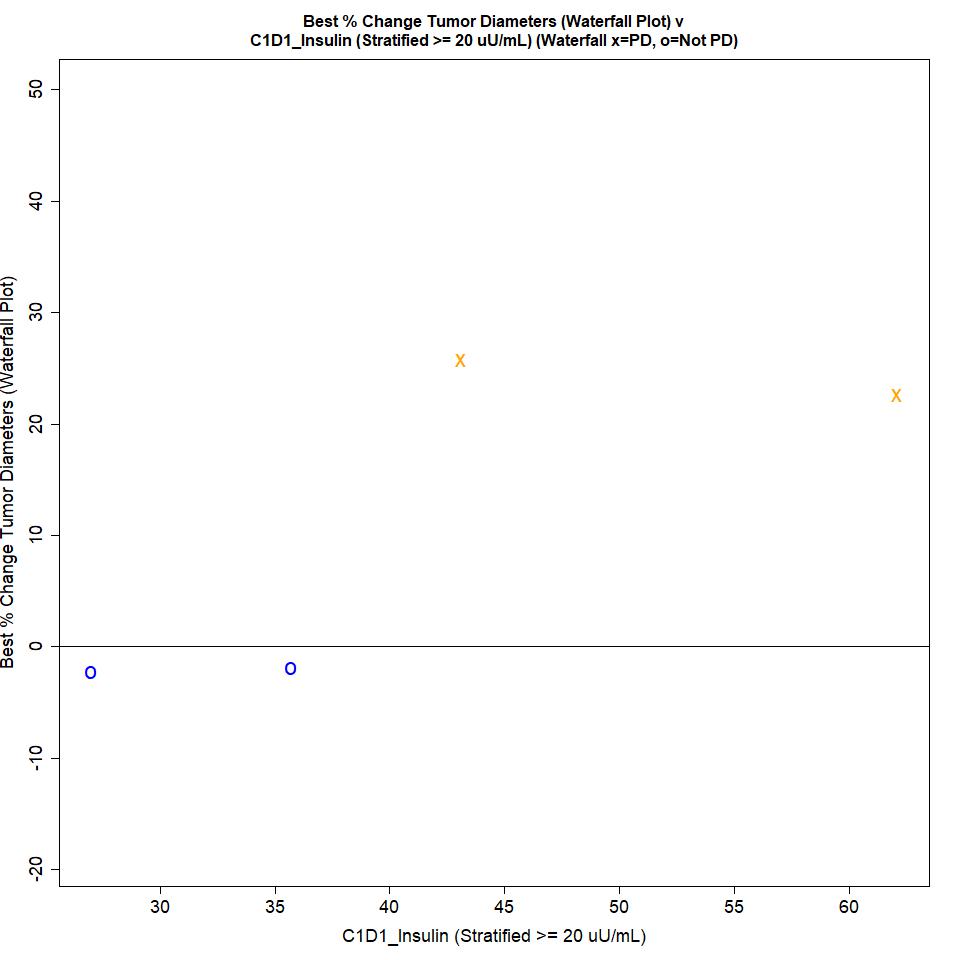 Best % Change Tumor Diameters (Waterfall Plot) v
C1D1_Insulin (Stratified >= 20 uU/mL) (Waterfall x=PD, o=Not PD)
Best % Change Tumor Diameters (Waterfall Plot)
50
40
30
20
10
0
-10
-20
x
x
o
o
30
35
40
45
50
55
60
C1D1_Insulin (Stratified >= 20 uU/mL)